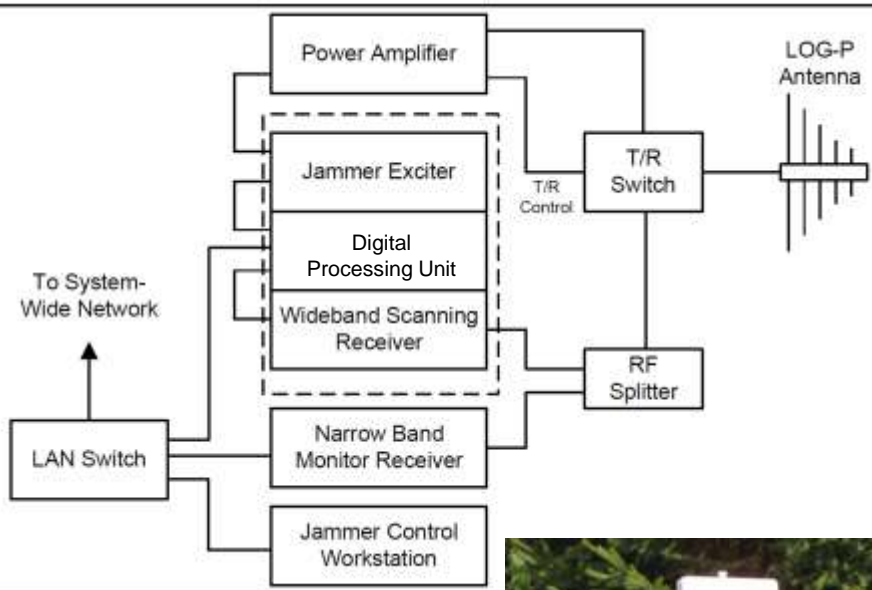 Power Amplifier
LOG-P
Antenna
Jammer Exciter
T/R
Switch
T/R
Control
Digital
Processing Unit
To System-
Wide Network
Wideband Scanning
Receiver
RF
Splitter
LAN Switch
Narrow Band
Monitor Receiver
Jammer Control
Workstation